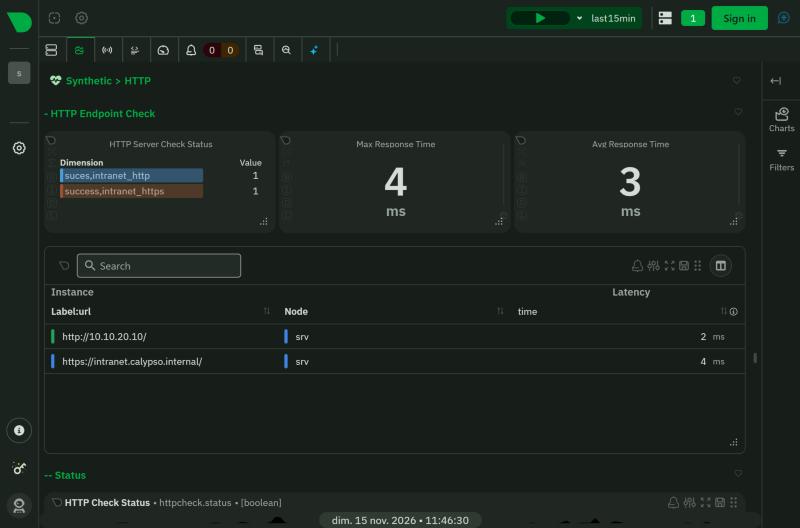 last15min
1
Sign in
S
0 0
Synthetic > HTTP
- HTTP Endpoint Check
HTTP Server Check Status
Dimension Value
suces,intranet_http 1
success,intranet_https 1
Max Response Time
4
ms
Avg Response Time
3
ms
Charts
Filters
Search
Instance Latency
Label:url Node time
http://10.10.20.10/ srv 2 ms
https://intranet.calypso.internal/ srv 4 ms
-- Status
HTTP Check Status • httpcheck.status • [boolean]
dim. 15 nov. 2026 • 11:46:30